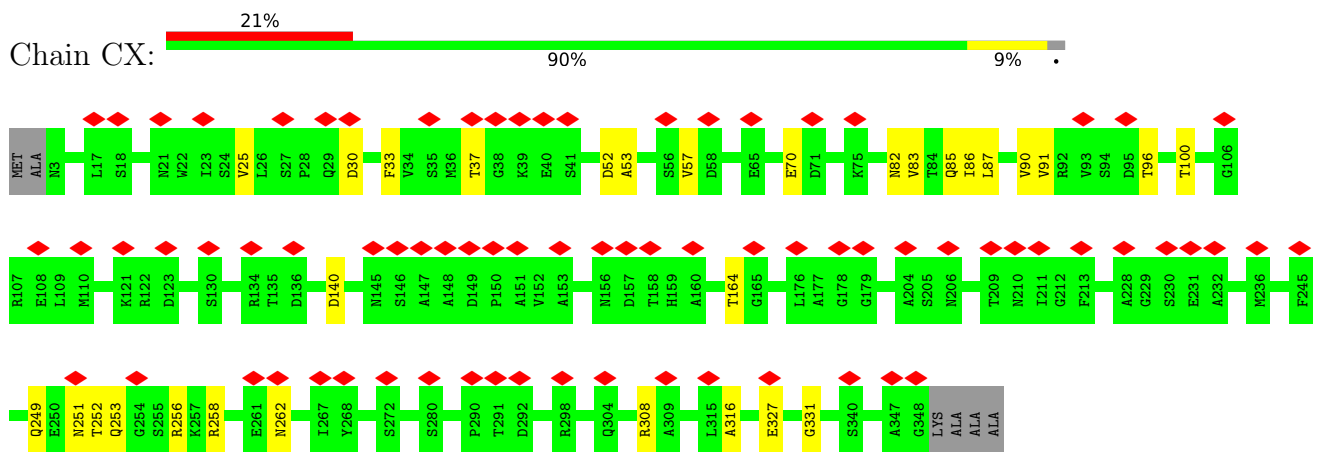 21%
Chain CX:
90% 9% •
MET ALA N3 L17 S18 N21 W22 I23 S24 V25 L26 S27 P28 Q29 D30 F33 V34 S35 M36 T37 G38 K39 E40 S41 D52 A53 S56 V57 D58 E65 E70 D71 K75 N82 V83 T84 Q85 I86 L87 V90 V91 R92 V93 S94 D95 T96 T100 G106
R107 E108 L109 M110 K121 R122 D123 S130 R134 T135 D136 D140 N145 S146 A147 A148 D149 P150 A151 V152 A153 N156 D157 T158 H159 A160 T164 G165 L176 A177 G178 G179 A204 S205 N206 T209 N210 I211 G212 F213 A228 G229 S230 E231 A232 M236 F245
Q249 E250 N251 T252 Q253 G254 S255 R256 K257 R258 E261 N262 I267 Y268 S272 S280 P290 T291 D292 R298 Q304 R308 A309 L315 A316 E327 G331 S340 A347 G348 LYS ALA ALA ALA